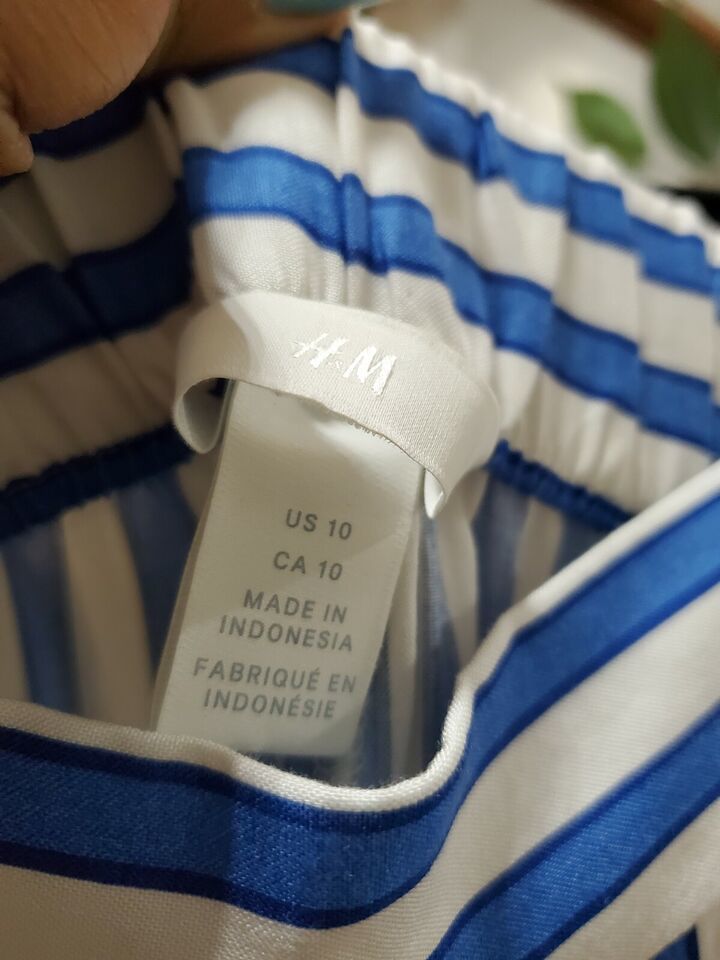 H&M
US 10
CA 10
MADE IN
INDONESIA
FABRIQUÉ EN
INDONÉSIE